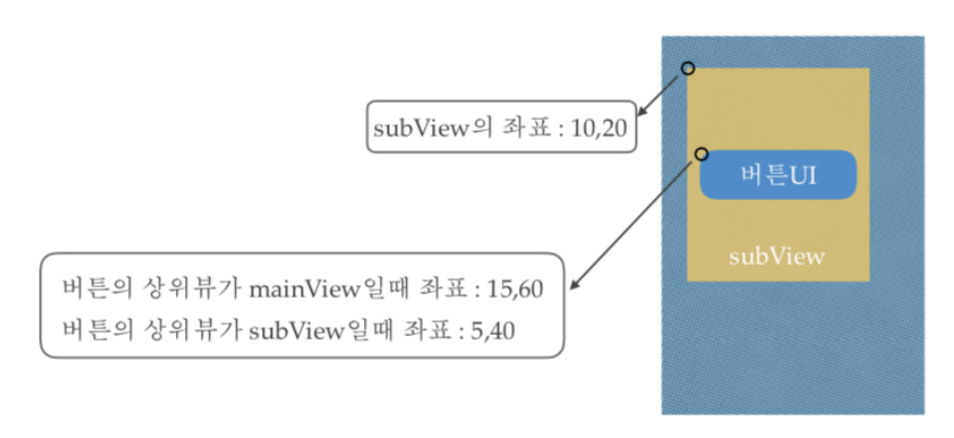 subView의 좌표 : 10,20
버튼UI
subView
버튼의 상위뷰가 mainView일때 좌표 : 15,60
버튼의 상위뷰가 subView일때 좌표 : 5,40